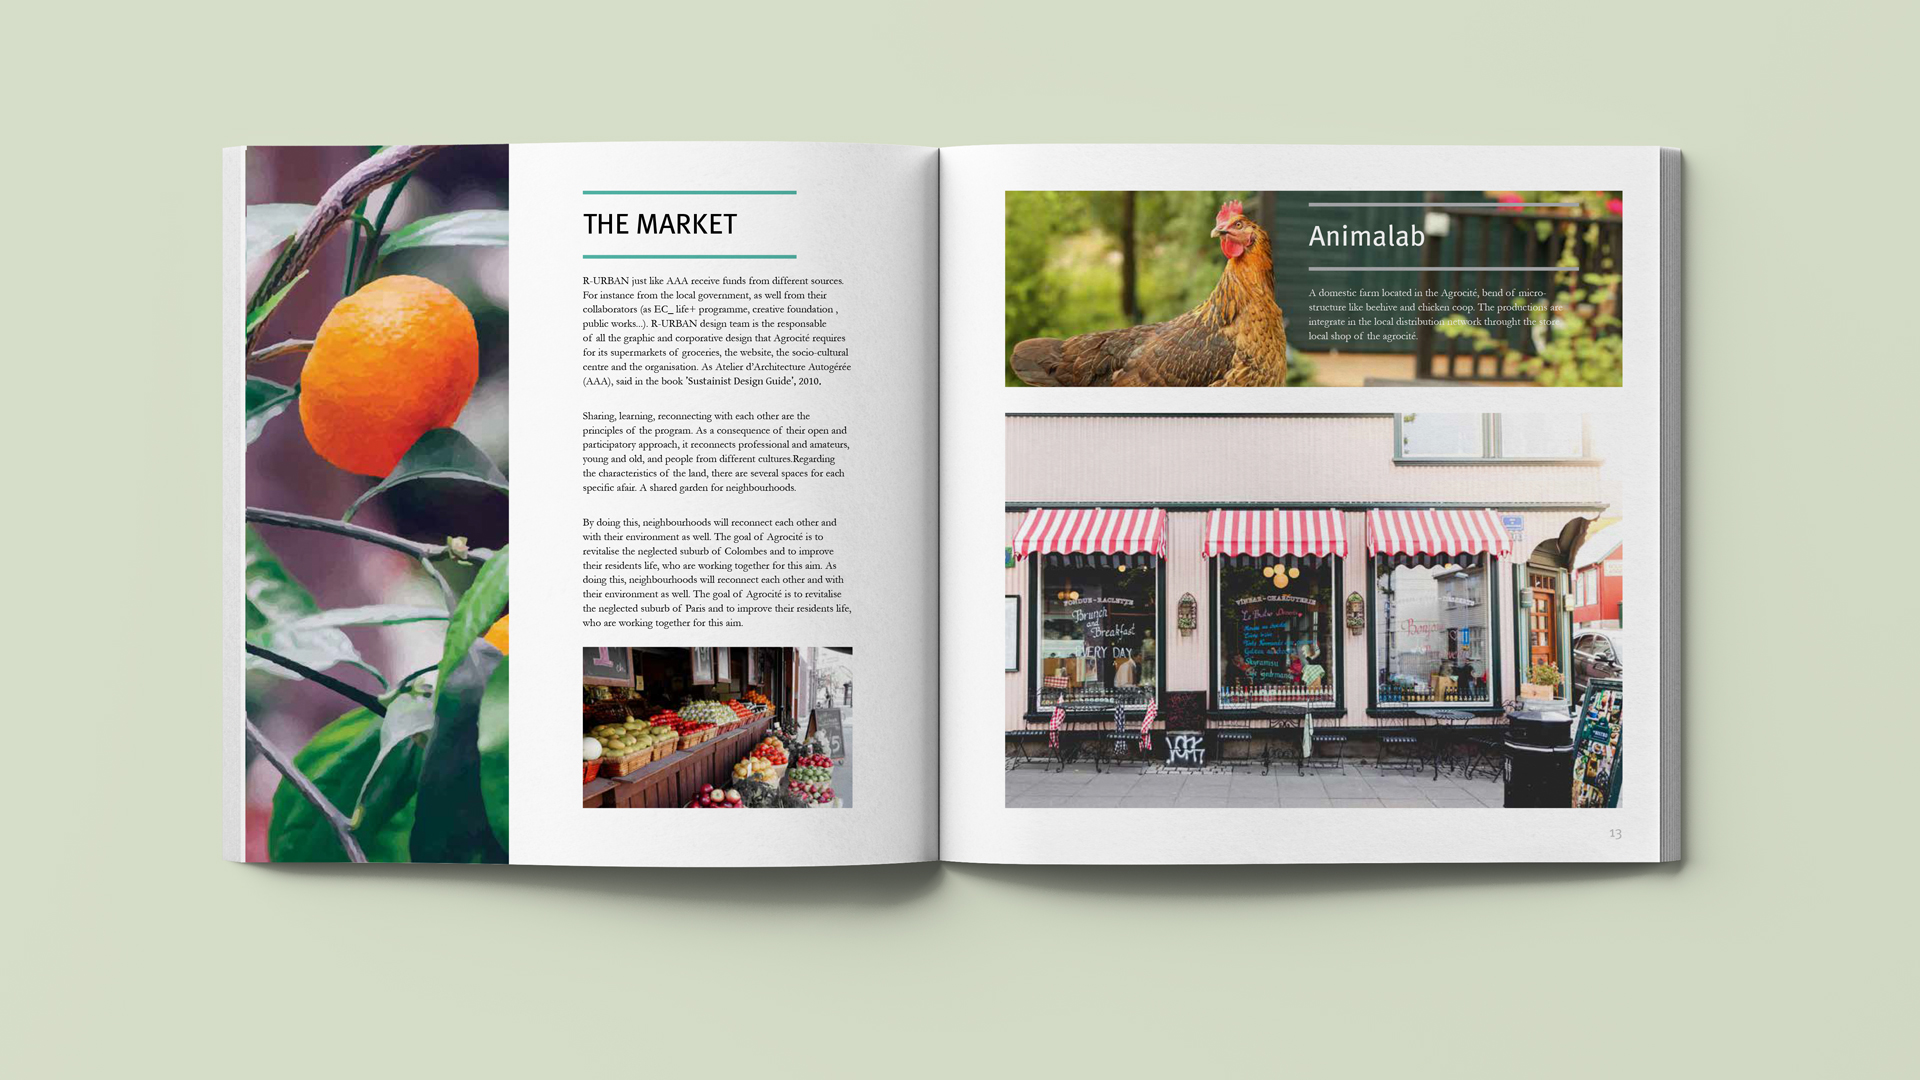 THE MARKET
R-URBAN just like AAA receive funds from different sources.
For instance from the local government, as well from their
collaborators (as EC_ life+ programme, creative foundation ,
public works...). R-URBAN design team is the responsable
of all the graphic and corporative design that Agrocité requires
for its supermarkets of groceries, the website, the socio-cultural
centre and the organisation. As Atelier d'Architecture Autogérée
(AAA), said in the book 'Sustainist Design Guide', 2010.
Sharing, learning, reconnecting with each other are the
principles of the program. As a consequence of their open and
participatory approach, it reconnects professional and amateurs,
young and old, and people from different cultures.Regarding
the characteristics of the land, there are several spaces for each
specific afair. A shared garden for neighbourhoods.
By doing this, neighbourhoods will reconnect each other and
with their environment as well. The goal of Agrocité is to
revitalise the neglected suburb of Colombes and to improve
their residents life, who are working together for this aim. As
doing this, neighbourhoods will reconnect each other and with
their environment as well. The goal of Agrocité is to revitalise
the neglected suburb of Paris and to improve their residents life,
who are working together for this aim.
Animalab
A domestic farm located in the Agrocité, bend of micro-
structure like beehive and chicken coop. The productions are
integrate in the local distribution network throught the store
local shop of the agrocité.
FONDUE-RACLETTE
Brunch
and
Breakfast
EVERY DAY
VÍNBAR-CHARCUTERIE
Le Bistro
Skyramisu
Bonjour
13